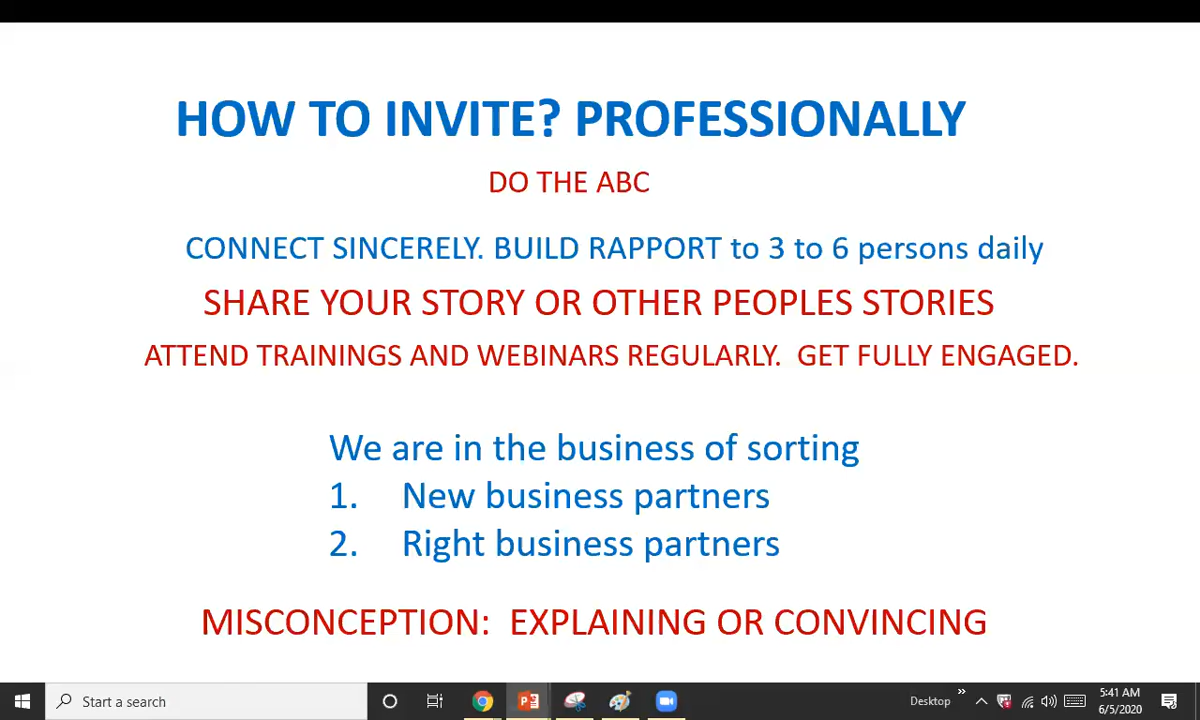 HOW TO INVITE? PROFESSIONALLY
DO THE ABC
CONNECT SINCERELY. BUILD RAPPORT to 3 to 6 persons daily
SHARE YOUR STORY OR OTHER PEOPLES STORIES
ATTEND TRAININGS AND WEBINARS REGULARLY. GET FULLY ENGAGED.
We are in the business of sorting
1. New business partners
2. Right business partners
MISCONCEPTION: EXPLAINING OR CONVINCING
Start a search
Desktop
5:41 AM
6/5/2020